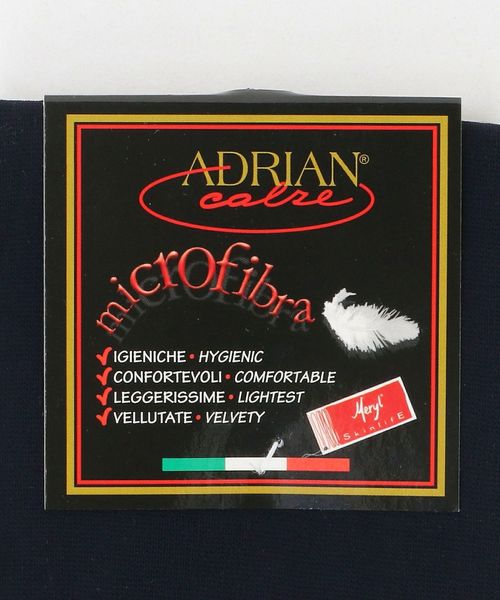 ADRIAN®
calze
microfibra
IGIENICHE • HYGIENIC
CONFORTEVOLI • COMFORTABLE
LEGGERISSIME • LIGHTEST
VELLUTATE • VELVETY
Meryl
SkinlifE